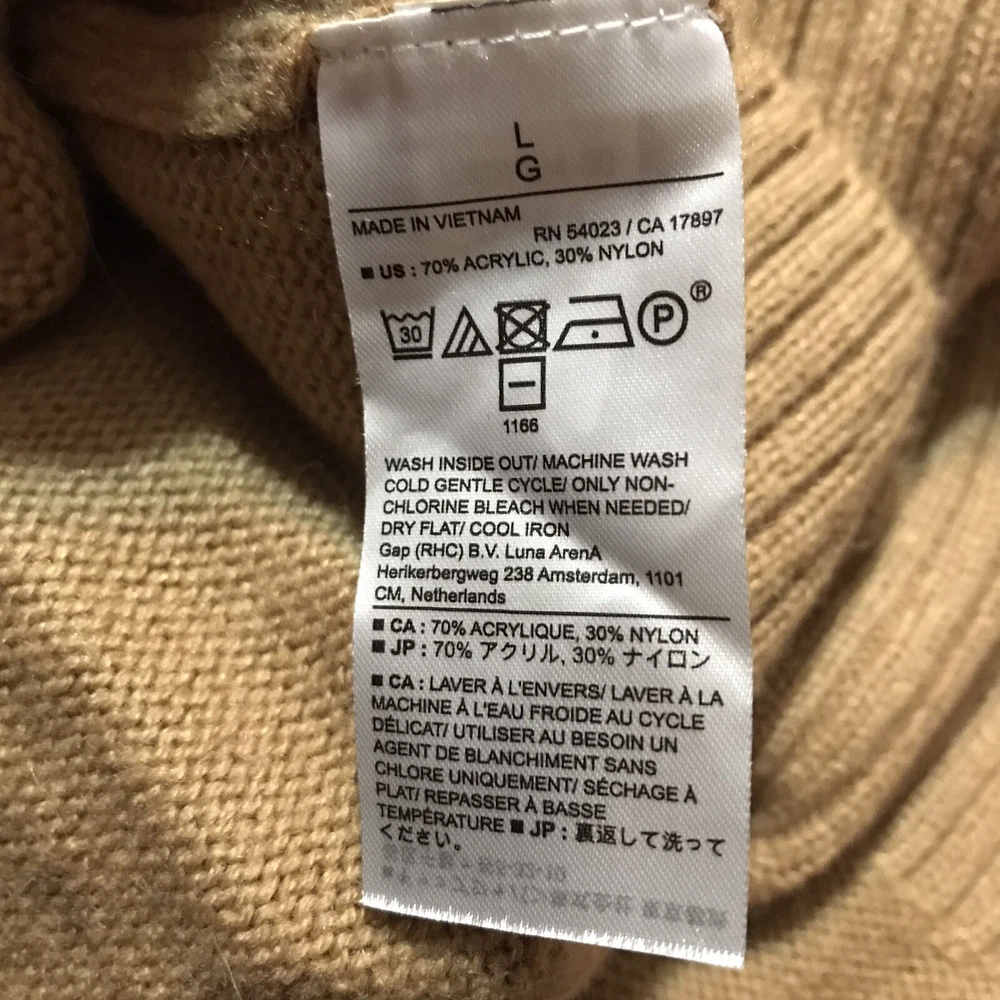 L
G
MADE IN VIETNAM
RN 54023 / CA 17897
■ US : 70% ACRYLIC, 30% NYLON
30 P ®
1166
WASH INSIDE OUT/ MACHINE WASH
COLD GENTLE CYCLE/ ONLY NON-
CHLORINE BLEACH WHEN NEEDED/
DRY FLAT/ COOL IRON
Gap (RHC) B.V. Luna ArenA
Herikerbergweg 238 Amsterdam, 1101
CM, Netherlands
■ CA : 70% ACRYLIQUE, 30% NYLON
■ JP : 70% アクリル, 30% ナイロン
■ CA : LAVER À L'ENVERS/ LAVER À LA
MACHINE À L'EAU FROIDE AU CYCLE
DÉLICAT/ UTILISER AU BESOIN UN
AGENT DE BLANCHIMENT SANS
CHLORE UNIQUEMENT/ SÉCHAGE À
PLAT/ REPASSER À BASSE
TEMPÉRATURE ■ JP : 裏返して洗って
ください。